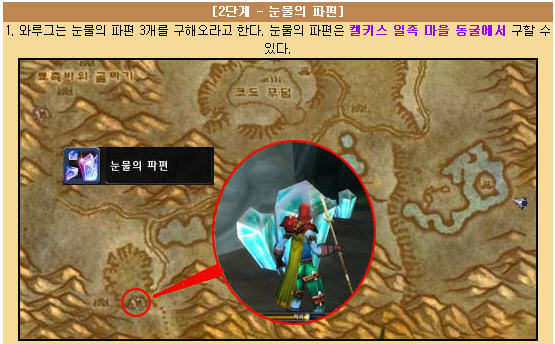 [2단계 - 눈물의 파편]
1. 와루그는 눈물의 파편 3개를 구해오라고 한다. 눈물의 파편은 켈키스 일족 마을 동굴에서 구할 수
있다.
코도 무덤
눈물의 파편